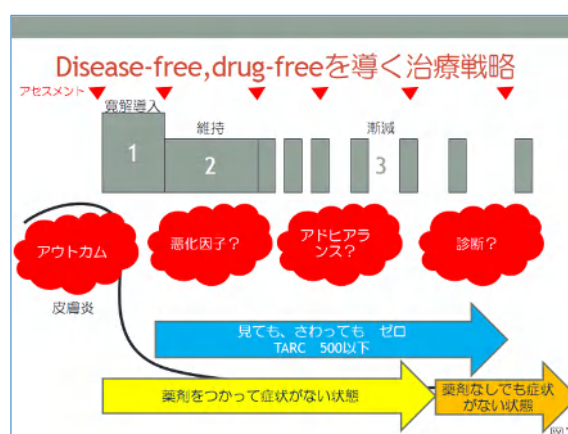 Disease-free,drug-freeを導く治療戦略
アセスメント
寛解導入
維持
漸減
1
2
3
アウトカム
悪化因子?
アドヒアラ
ンス?
診断?
皮膚炎
見ても、さわっても ゼロ
TARC 500以下
薬剤をつかって症状がない状態
薬剤なしでも症状
がない状態